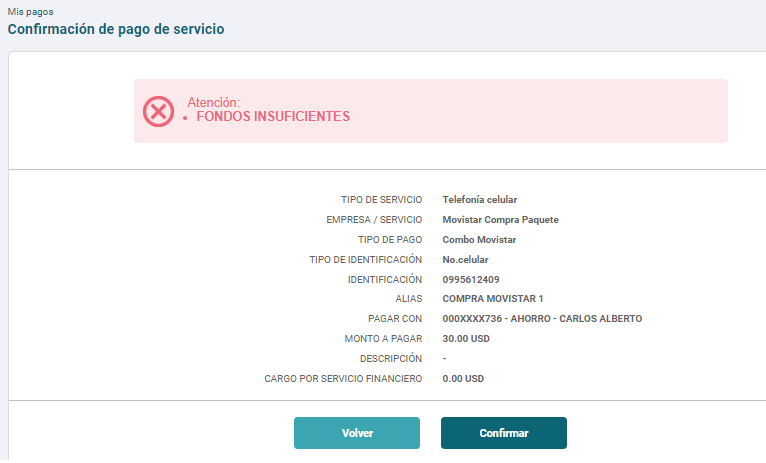 Mis pagos
Confirmación de pago de servicio
Atención:
• FONDOS INSUFICIENTES
TIPO DE SERVICIO Telefonía celular
EMPRESA / SERVICIO Movistar Compra Paquete
TIPO DE PAGO Combo Movistar
TIPO DE IDENTIFICACIÓN No.celular
IDENTIFICACIÓN 0995612409
ALIAS COMPRA MOVISTAR 1
PAGAR CON 000XXXX736 - AHORRO - CARLOS ALBERTO
MONTO A PAGAR 30.00 USD
DESCRIPCIÓN -
CARGO POR SERVICIO FINANCIERO 0.00 USD
Volver Confirmar